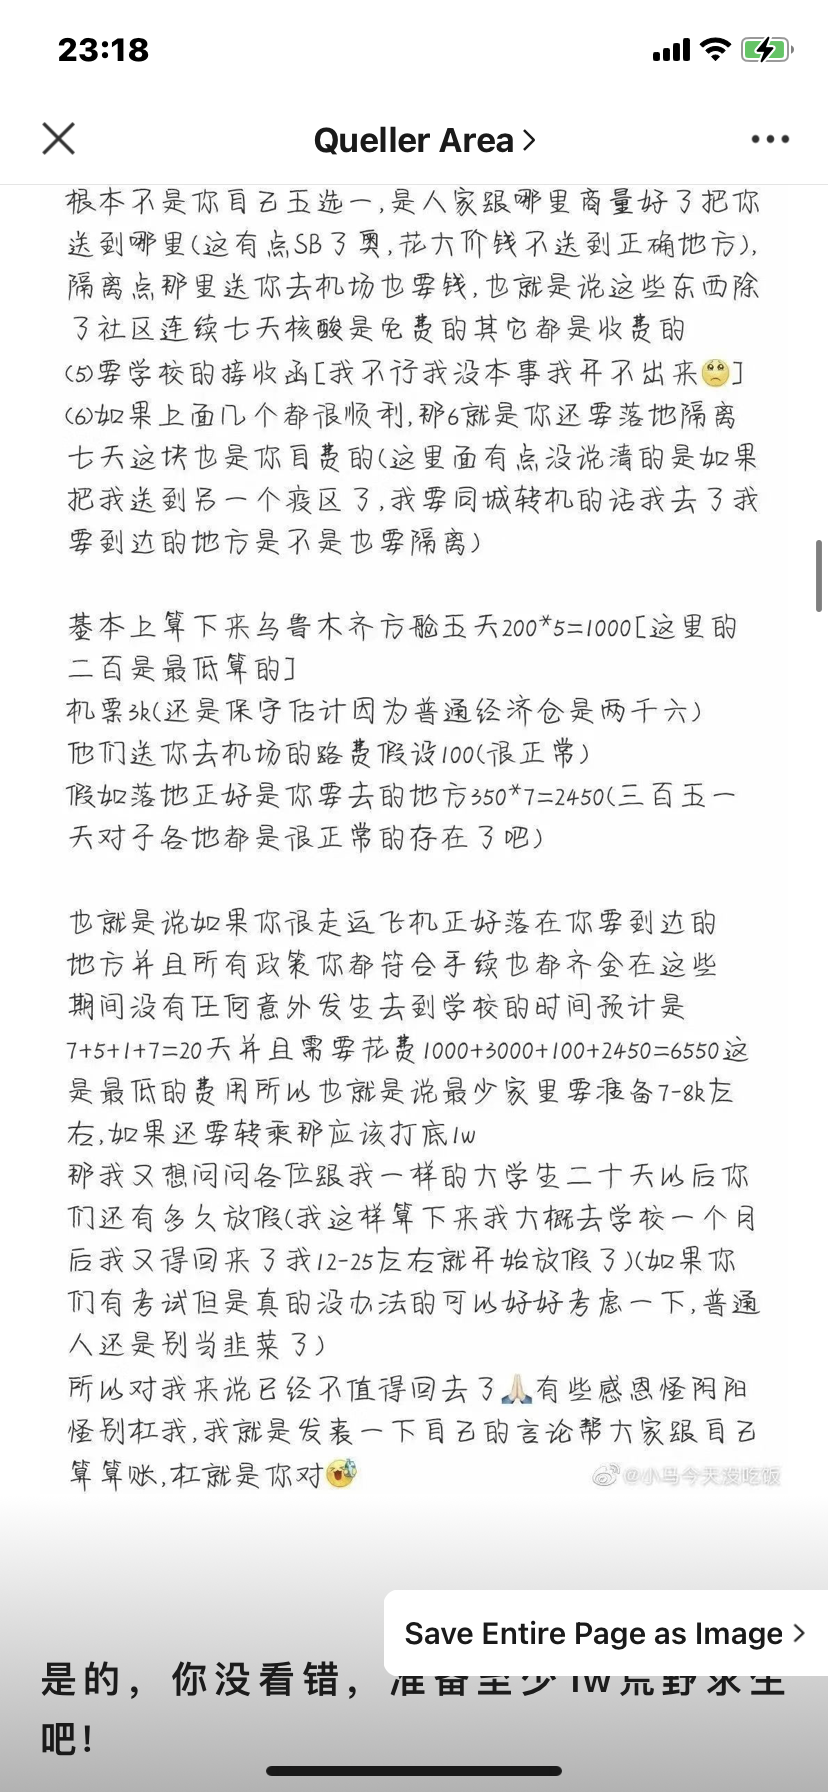 23:18
Queller Area
根本不是你自己五选一,是人家跟哪里商量好了把你
送到哪里(这有点SB了奥,花大价钱不送到正确地方),
隔离点那里送你去机场也要钱,也就是说这些东西除
了社区连续七天核酸是免费的其它都是收费的
(5)要学校的接收函[我不行我没本事我开不出来😟]
(6)如果上面几个都很顺利,那6就是你还要落地隔离
七天这块也是你自费的(这里面有点没说清的是如果
把我送到另一个疫区了,我要同城转机的话我去了我
要到达的地方是不是也要隔离)
基本上算下来乌鲁木齐方舱五天200*5=1000[这里的
二百是最低算的]
机票3k(还是保守估计因为普通经济仓是两千六)
他们送你去机场的路费假设100(很正常)
假如落地正好是你要去的地方350*7=2450(三百五一
天对于各地都是很正常的存在了吧)
也就是说如果你很走运飞机正好落在你要到达的
地方并且所有政策你都符合手续也都齐全在这些
期间没有任何意外发生去到学校的时间预计是
7+5+1+7=20天并且需要花费1000+3000+100+2450=6550这
是最低的费用所以也就是说最少家里要准备7-8k左
右,如果还要转乘那应该打底1w
那我又想问问各位跟我一样的大学生二十天以后你
们还有多久放假(我这样算下来我大概去学校一个月
后我又得回来了我12-25左右就开始放假了)(如果你
们有考试但是真的没办法的可以好好考虑一下,普通
人还是别当韭菜了)
所以对我来说已经不值得回去了🙏🏻有些感恩怪阴阳
怪别杠我,我就是发表一下自己的言论帮大家跟自己
算算账,杠就是你对😅
@小马今天没吃饭
Save Entire Page as Image
是的，你没看错，准备至少1w荒野求生
吧!